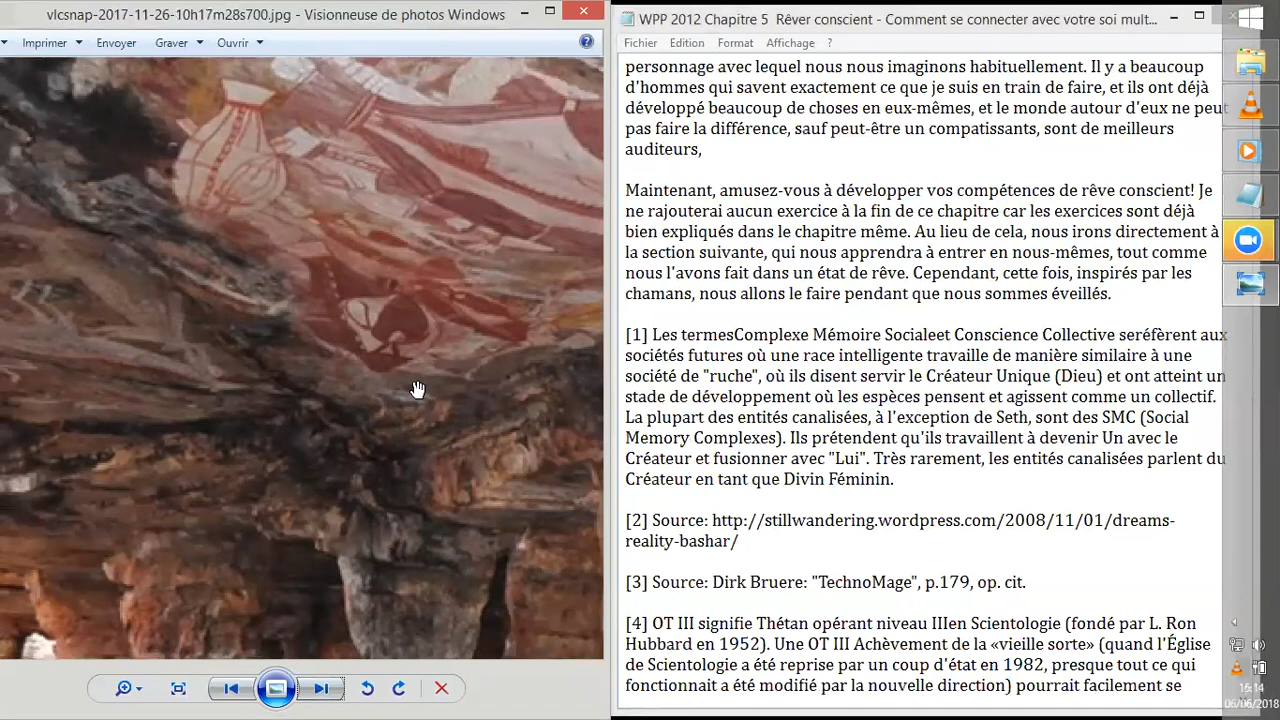 vlcsnap-2017-11-26-10h17m28s700.jpg - Visionneuse de photos Windows
Imprimer Envoyer Graver Ouvrir
WPP 2012 Chapitre 5 Rêver conscient - Comment se connecter avec votre soi mult...
Fichier Edition Format Affichage ?
personnage avec lequel nous nous imaginons habituellement. Il y a beaucoup
d'hommes qui savent exactement ce que je suis en train de faire, et ils ont déjà
développé beaucoup de choses en eux-mêmes, et le monde autour d'eux ne peut
pas faire la différence, sauf peut-être un compatissants, sont de meilleurs
auditeurs,
Maintenant, amusez-vous à développer vos compétences de rêve conscient! Je
ne rajouterai aucun exercice à la fin de ce chapitre car les exercices sont déjà
bien expliqués dans le chapitre même. Au lieu de cela, nous irons directement à
la section suivante, qui nous apprendra à entrer en nous-mêmes, tout comme
nous l'avons fait dans un état de rêve. Cependant, cette fois, inspirés par les
chamans, nous allons le faire pendant que nous sommes éveillés.
[1] Les termesComplexe Mémoire Socialeet Conscience Collective seréfèrent aux
sociétés futures où une race intelligente travaille de manière similaire à une
société de "ruche", où ils disent servir le Créateur Unique (Dieu) et ont atteint un
stade de développement où les espèces pensent et agissent comme un collectif.
La plupart des entités canalisées, à l'exception de Seth, sont des SMC (Social
Memory Complexes). Ils prétendent qu'ils travaillent à devenir Un avec le
Créateur et fusionner avec "Lui". Très rarement, les entités canalisées parlent du
Créateur en tant que Divin Féminin.
[2] Source: http://stillwandering.wordpress.com/2008/11/01/dreams-
reality-bashar/
[3] Source: Dirk Bruere: "TechnoMage", p.179, op. cit.
[4] OT III signifie Thétan opérant niveau IIIen Scientologie (fondé par L. Ron
Hubbard en 1952). Une OT III Achèvement de la «vieille sorte» (quand l'Église
de Scientologie a été reprise par un coup d'état en 1982, presque tout ce qui
fonctionnait a été modifié par la nouvelle direction) pourrait facilement se
15:14
06/06/2018